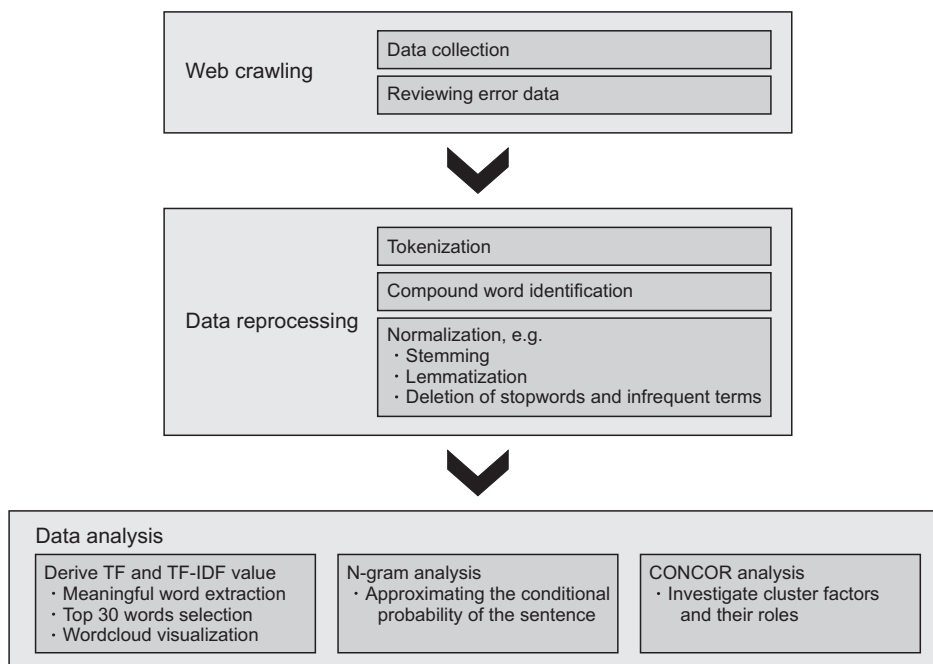 Web crawling
Data collection
Reviewing error data
Data reprocessing
Tokenization
Compound word identification
Normalization, e.g.
· Stemming
· Lemmatization
· Deletion of stopwords and infrequent terms
Data analysis
Derive TF and TF-IDF value
· Meaningful word extraction
· Top 30 words selection
· Wordcloud visualization
N-gram analysis
· Approximating the conditional
probability of the sentence
CONCOR analysis
· Investigate cluster factors
and their roles